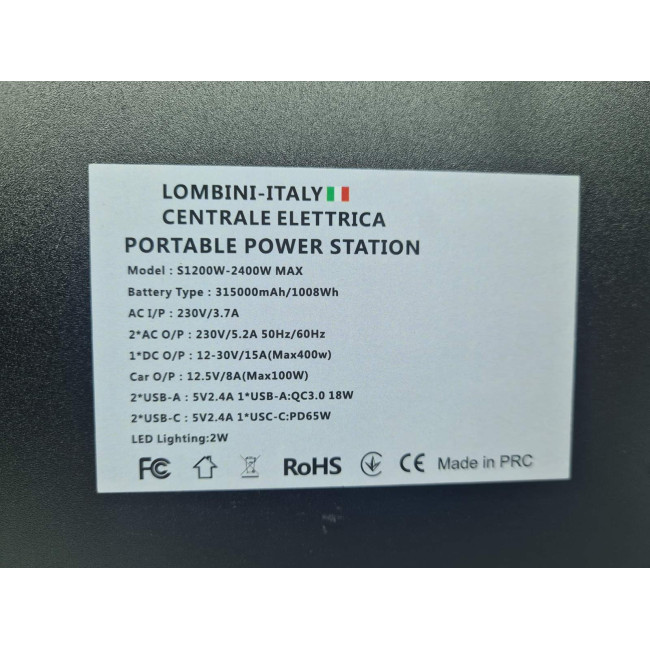 LOMBINI-ITALY
CENTRALE ELETTRICA
PORTABLE POWER STATION
Model : S1200W-2400W MAX
Battery Type : 315000mAh/1008Wh
AC I/P : 230V/3.7A
2*AC O/P : 230V/5.2A 50Hz/60Hz
1*DC O/P : 12-30V/15A(Max400w)
Car O/P : 12.5V/8A(Max100W)
2*USB-A : 5V2.4A 1*USB-A:QC3.0 18W
2*USB-C : 5V2.4A 1*USC-C:PD65W
LED Lighting:2W
FC RoHS CE Made in PRC